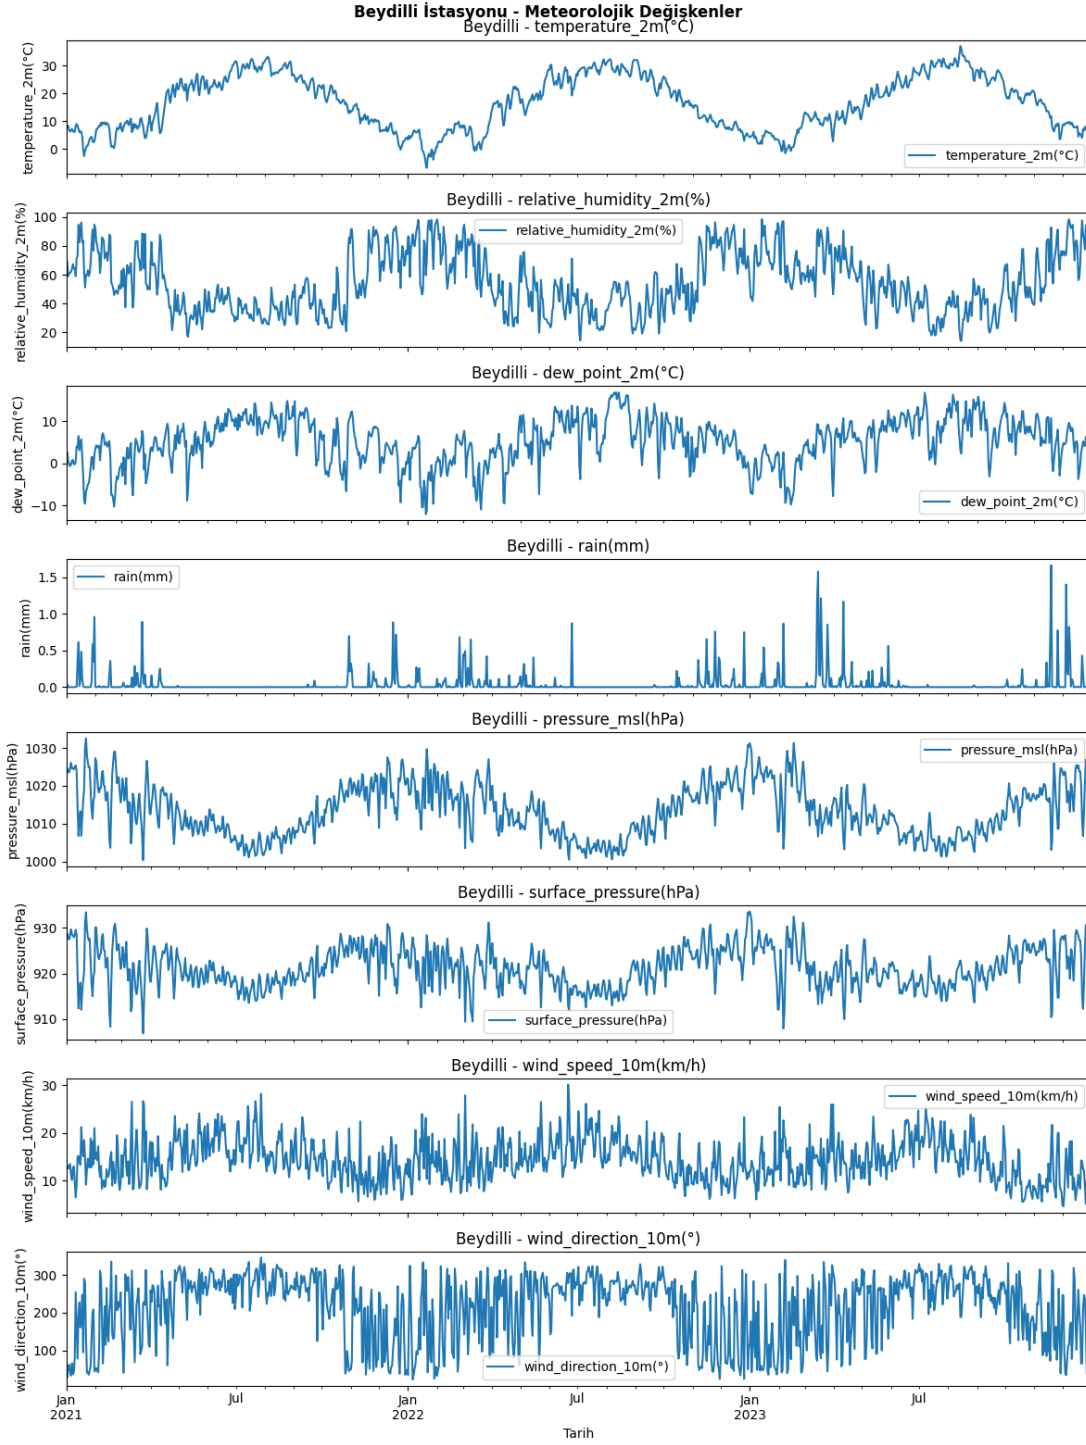 Beydilli İstasyonu - Meteorolojik Değişkenler
Beydilli - temperature_2m(°C)
temperature_2m(°C)
30
20
10
0
temperature_2m(°C)
Beydilli - relative_humidity_2m(%)
relative_humidity_2m(%)
100
80
60
40
20
relative_humidity_2m(%)
Beydilli - dew_point_2m(°C)
dew_point_2m(°C)
10
0
−10
dew_point_2m(°C)
Beydilli - rain(mm)
rain(mm)
1.5
1.0
0.5
0.0
rain(mm)
Beydilli - pressure_msl(hPa)
pressure_msl(hPa)
1030
1020
1010
1000
pressure_msl(hPa)
Beydilli - surface_pressure(hPa)
surface_pressure(hPa)
930
920
910
surface_pressure(hPa)
Beydilli - wind_speed_10m(km/h)
wind_speed_10m(km/h)
30
20
10
wind_speed_10m(km/h)
Beydilli - wind_direction_10m(°)
wind_direction_10m(°)
300
200
100
wind_direction_10m(°)
Jan Jul Jan Jul Jan Jul
2021 2022 2023
Tarih